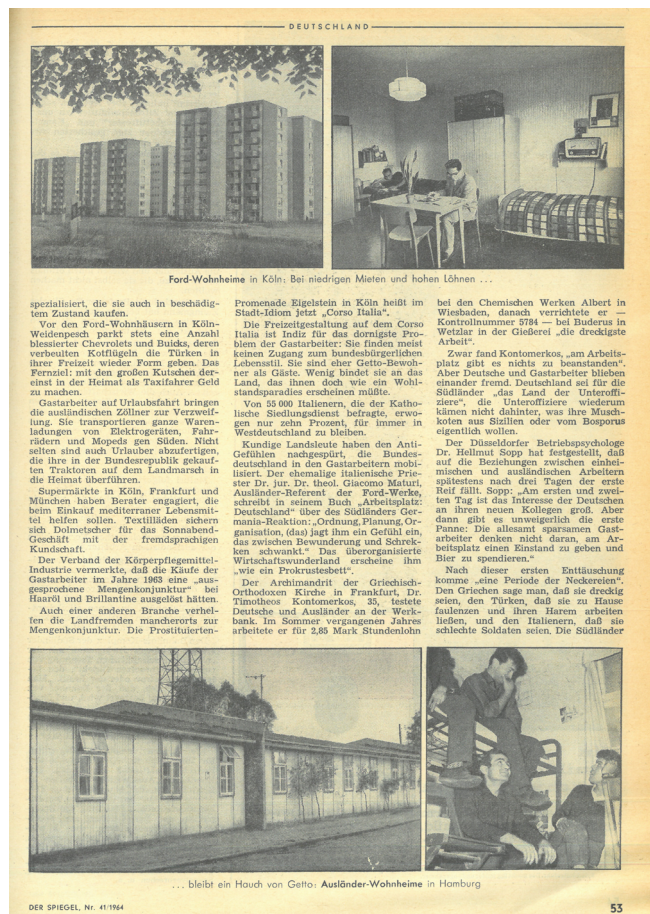 DEUTSCHLAND
Ford-Wohnheime in Köln: Bei niedrigen Mieten und hohen Löhnen ...
spezialisiert, die sie auch in beschädig-
tem Zustand kaufen.
Vor den Ford-Wohnhäusern in Köln-
Weidenpesch parkt stets eine Anzahl
blessierter Chevrolets und Buicks, deren
verbeulten Kotflügeln die Türken in
ihrer Freizeit wieder Form geben. Das
Fernziel: mit den großen Kutschen der-
einst in der Heimat als Taxifahrer Geld
zu machen.
Gastarbeiter auf Urlaubsfahrt bringen
die ausländischen Zöllner zur Verzweif-
lung. Sie transportieren ganze Waren-
ladungen von Elektrogeräten, Fahr-
rädern und Mopeds gen Süden. Nicht
selten sind auch Urlauber abzufertigen,
die ihre in der Bundesrepublik gekauf-
ten Traktoren auf dem Landmarsch in
die Heimat überführen.
Supermärkte in Köln, Frankfurt und
München haben Berater engagiert, die
beim Einkauf mediterraner Lebensmit-
tel helfen sollen. Textilläden sichern
sich Dolmetscher für das Sonnabend-
Geschäft mit der fremdsprachigen
Kundschaft.
Der Verband der Körperpflegemittel-
Industrie vermerkte, daß die Käufe der
Gastarbeiter im Jahre 1963 eine „aus-
gesprochene Mengenkonjunktur" bei
Haaröl und Brillantine ausgelöst hätten.
Auch einer anderen Branche verhel-
fen die Landfremden mancherorts zur
Mengenkonjunktur. Die Prostituierten-
Promenade Eigelstein in Köln heißt im
Stadt-Idiom jetzt „Corso Italia".
Die Freizeitgestaltung auf dem Corso
Italia ist Indiz für das dornigste Pro-
blem der Gastarbeiter: Sie finden meist
keinen Zugang zum bundesbürgerlichen
Lebensstil. Sie sind eher Getto-Bewoh-
ner als Gäste. Wenig bindet sie an das
Land, das ihnen doch wie ein Wohl-
standsparadies erscheinen müßte.
Von 55 000 Italienern, die der Katho-
lische Siedlungsdienst befragte, erwo-
gen nur zehn Prozent, für immer in
Westdeutschland zu bleiben.
Kundige Landsleute haben den Anti-
Gefühlen nachgespürt, die Bundes-
deutschland in den Gastarbeitern mobi-
lisiert. Der ehemalige italienische Prie-
ster Dr. jur. Dr. theol. Giacomo Maturi,
Ausländer-Referent der Ford-Werke,
schreibt in seinem Buch „Arbeitsplatz:
Deutschland" über des Südländers Ger-
mania-Reaktion: „Ordnung, Planung, Or-
ganisation, (das) jagt ihm ein Gefühl ein,
das zwischen Bewunderung und Schrek-
ken schwankt." Das überorganisierte
Wirtschaftswunderland erscheine ihm
„wie ein Prokrustesbett".
Der Archimandrit der Griechisch-
Orthodoxen Kirche in Frankfurt, Dr.
Timotheos Kontomerkos, 35, testete
Deutsche und Ausländer an der Werk-
bank. Im Sommer vergangenen Jahres
arbeitete er für 2,85 Mark Stundenlohn
bei den Chemischen Werken Albert in
Wiesbaden, danach verrichtete er —
Kontrollnummer 5784 — bei Buderus in
Wetzlar in der Gießerei „die dreckigste
Arbeit".
Zwar fand Kontomerkos, „am Arbeits-
platz gibt es nichts zu beanstanden".
Aber Deutsche und Gastarbeiter blieben
einander fremd. Deutschland sei für die
Südländer „das Land der Unteroffi-
ziere", die Unteroffiziere wiederum
kämen nicht dahinter, was ihre Musch-
koten aus Sizilien oder vom Bosporus
eigentlich wollen.
Der Düsseldorfer Betriebspsychologe
Dr. Hellmut Sopp hat festgestellt, daß
auf die Beziehungen zwischen einhei-
mischen und ausländischen Arbeitern
spätestens nach drei Tagen der erste
Reif fällt. Sopp: „Am ersten und zwei-
ten Tag ist das Interesse der Deutschen
an ihren neuen Kollegen groß. Aber
dann gibt es unweigerlich die erste
Panne: Die allesamt sparsamen Gast-
arbeiter denken nicht daran, am Ar-
beitsplatz einen Einstand zu geben und
Bier zu spendieren."
Nach dieser ersten Enttäuschung
komme „eine Periode der Neckereien".
Den Griechen sage man, daß sie dreckig
seien, den Türken, daß sie zu Hause
faulenzen und ihren Harem arbeiten
ließen, und den Italienern, daß sie
schlechte Soldaten seien. Die Südländer
... bleibt ein Hauch von Getto: Ausländer-Wohnheime in Hamburg
DER SPIEGEL, Nr. 41/1964
53